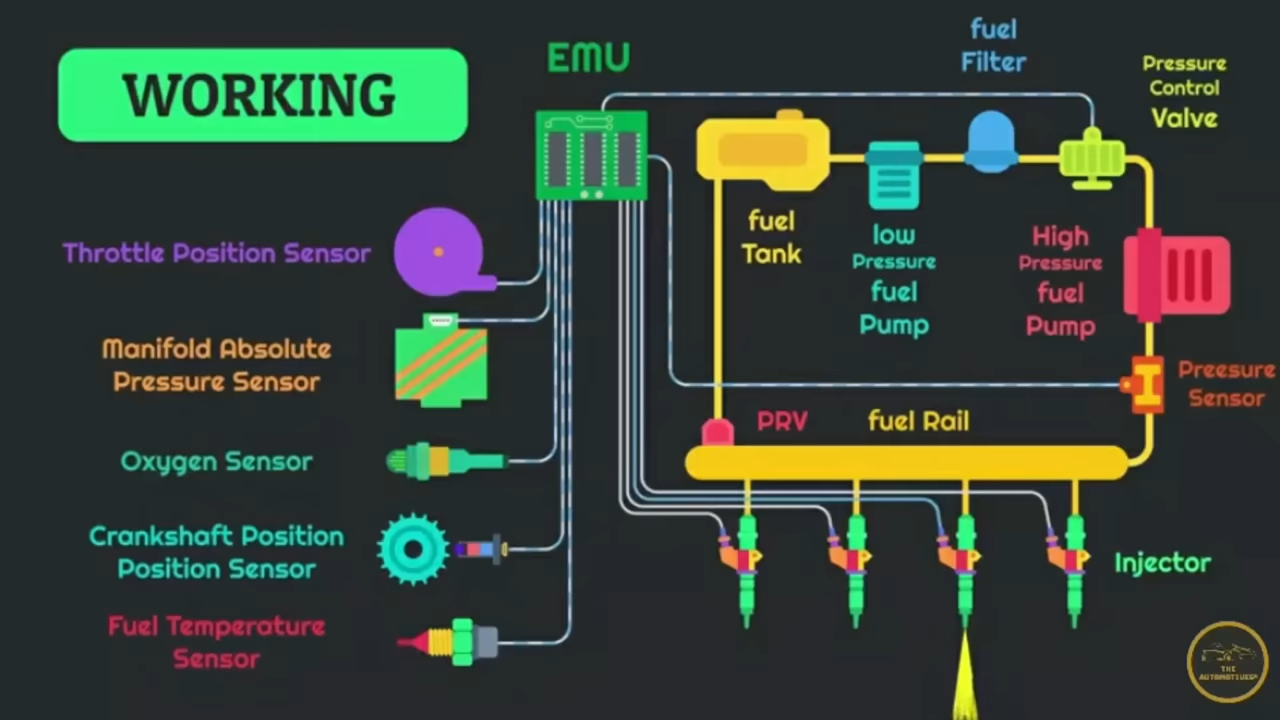 WORKING
EMU
fuel
Filter
Pressure
Control
Valve
Throttle Position Sensor
Manifold Absolute
Pressure Sensor
Oxygen Sensor
Crankshaft Position
Position Sensor
Fuel Temperature
Sensor
fuel
Tank
low
Pressure
fuel
Pump
High
Pressure
fuel
Pump
Preesure
Sensor
PRV
fuel Rail
Injector
THE
AUTOMOTIVES